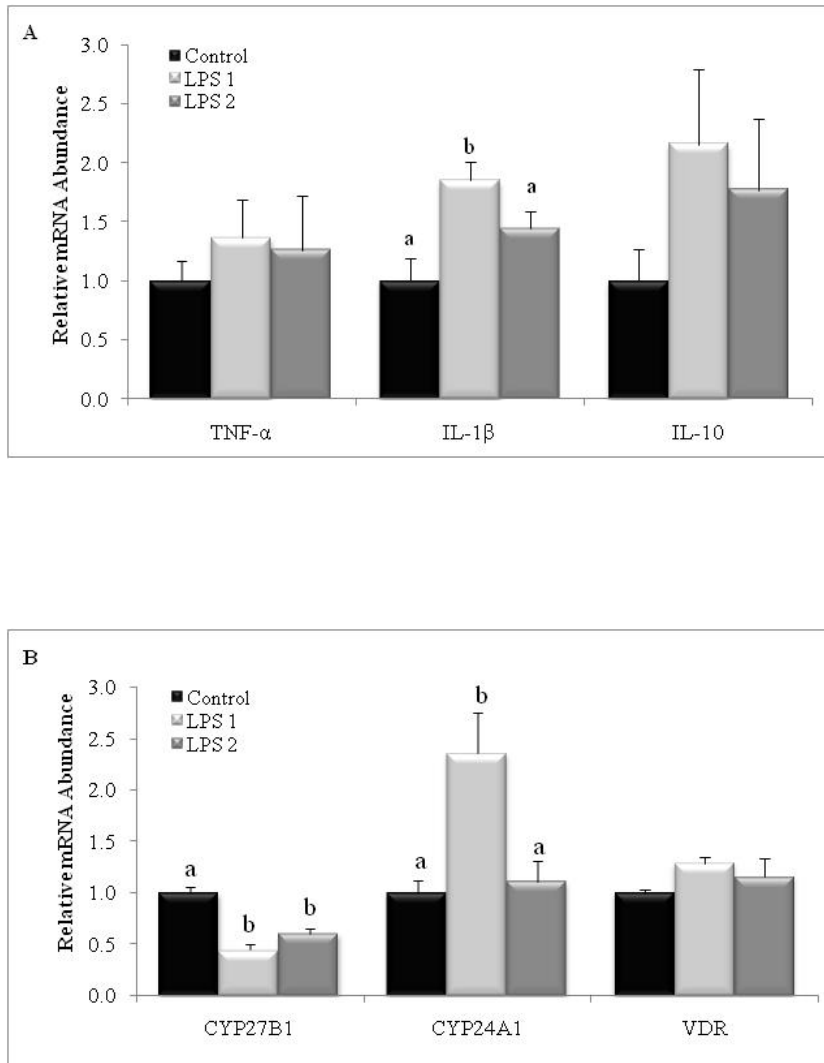 A
Control
LPS 1
LPS 2
Relative mRNA Abundance
3.0
2.5
2.0
1.5
1.0
0.5
0.0
a
b
a
TNF-α
IL-1β
IL-10
B
Control
LPS 1
LPS 2
Relative mRNA Abundance
3.0
2.5
2.0
1.5
1.0
0.5
0.0
a
b
b
a
b
a
CYP27B1
CYP24A1
VDR